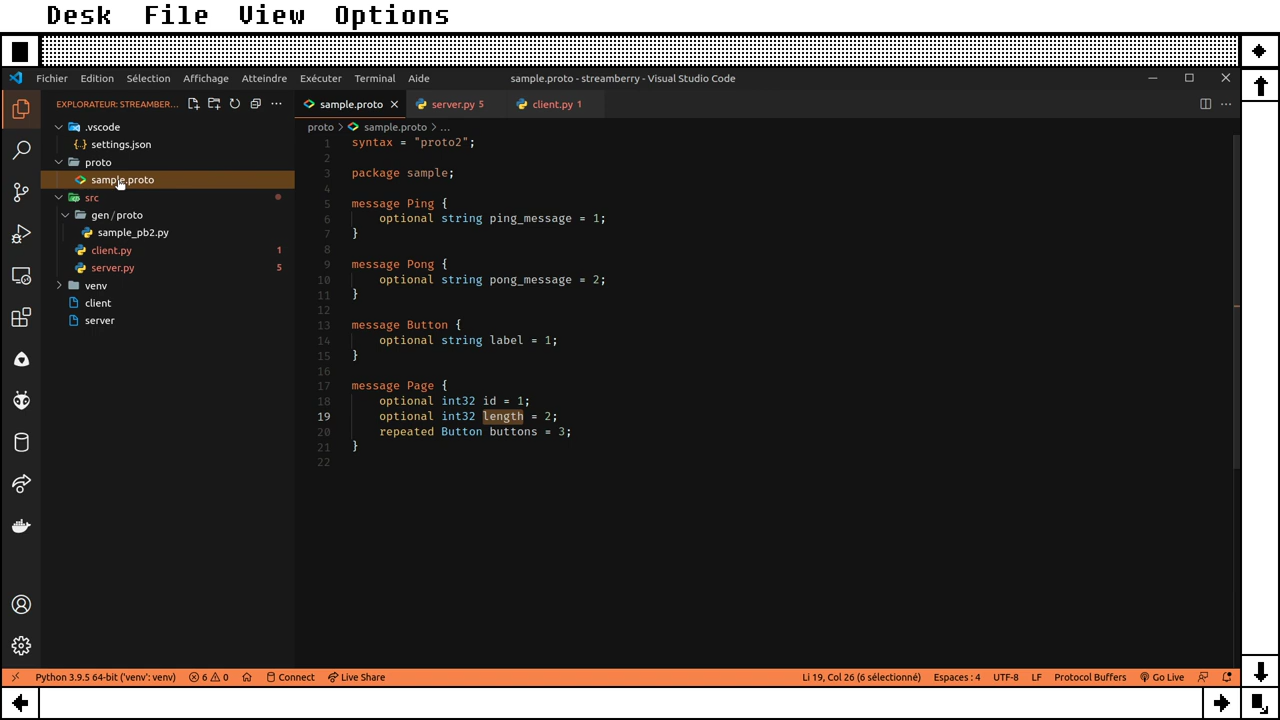 Desk File View Options
Fichier Edition Sélection Affichage Atteindre Exécuter Terminal Aide
sample.proto - streamberry - Visual Studio Code
EXPLORATEUR: STREAMBER...
.vscode
settings.json
proto
sample.proto
src
gen / proto
sample_pb2.py
client.py 1
server.py 5
venv
client
server
sample.proto server.py 5 client.py 1
proto > sample.proto > ...
1 syntax = "proto2";
2
3 package sample;
4
5 message Ping {
6 optional string ping_message = 1;
7 }
8
9 message Pong {
10 optional string pong_message = 2;
11 }
12
13 message Button {
14 optional string label = 1;
15 }
16
17 message Page {
18 optional int32 id = 1;
19 optional int32 length = 2;
20 repeated Button buttons = 3;
21 }
22
Python 3.9.5 64-bit ('venv': venv) 6 0 Connect Live Share Li 19, Col 26 (6 sélectionné) Espaces : 4 UTF-8 LF Protocol Buffers Go Live